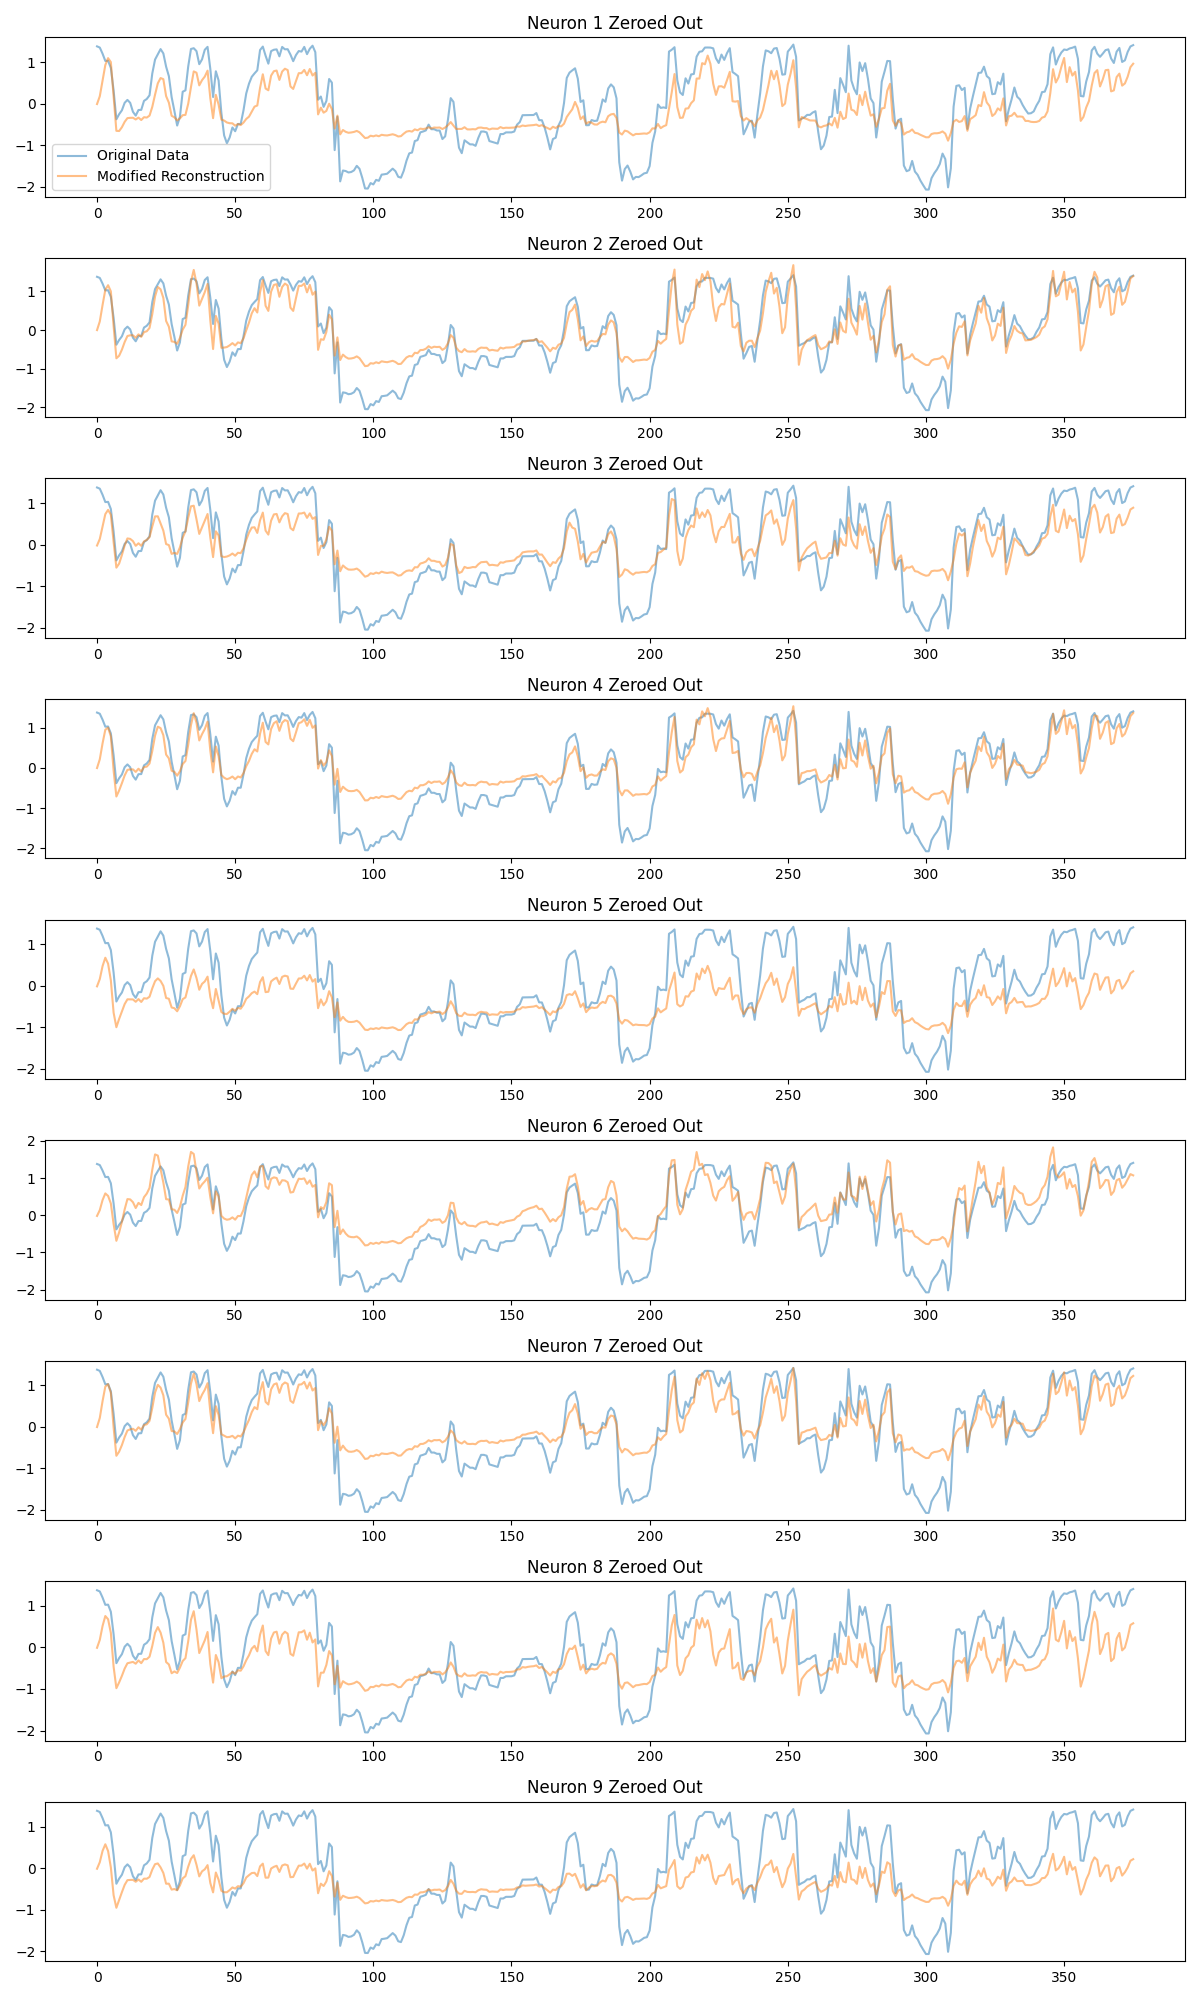 Neuron 1 Zeroed Out
1
0
−1
−2
Original Data
Modified Reconstruction
0 50 100 150 200 250 300 350
Neuron 2 Zeroed Out
1
0
−1
−2
0 50 100 150 200 250 300 350
Neuron 3 Zeroed Out
1
0
−1
−2
0 50 100 150 200 250 300 350
Neuron 4 Zeroed Out
1
0
−1
−2
0 50 100 150 200 250 300 350
Neuron 5 Zeroed Out
1
0
−1
−2
0 50 100 150 200 250 300 350
Neuron 6 Zeroed Out
2
1
0
−1
−2
0 50 100 150 200 250 300 350
Neuron 7 Zeroed Out
1
0
−1
−2
0 50 100 150 200 250 300 350
Neuron 8 Zeroed Out
1
0
−1
−2
0 50 100 150 200 250 300 350
Neuron 9 Zeroed Out
1
0
−1
−2
0 50 100 150 200 250 300 350